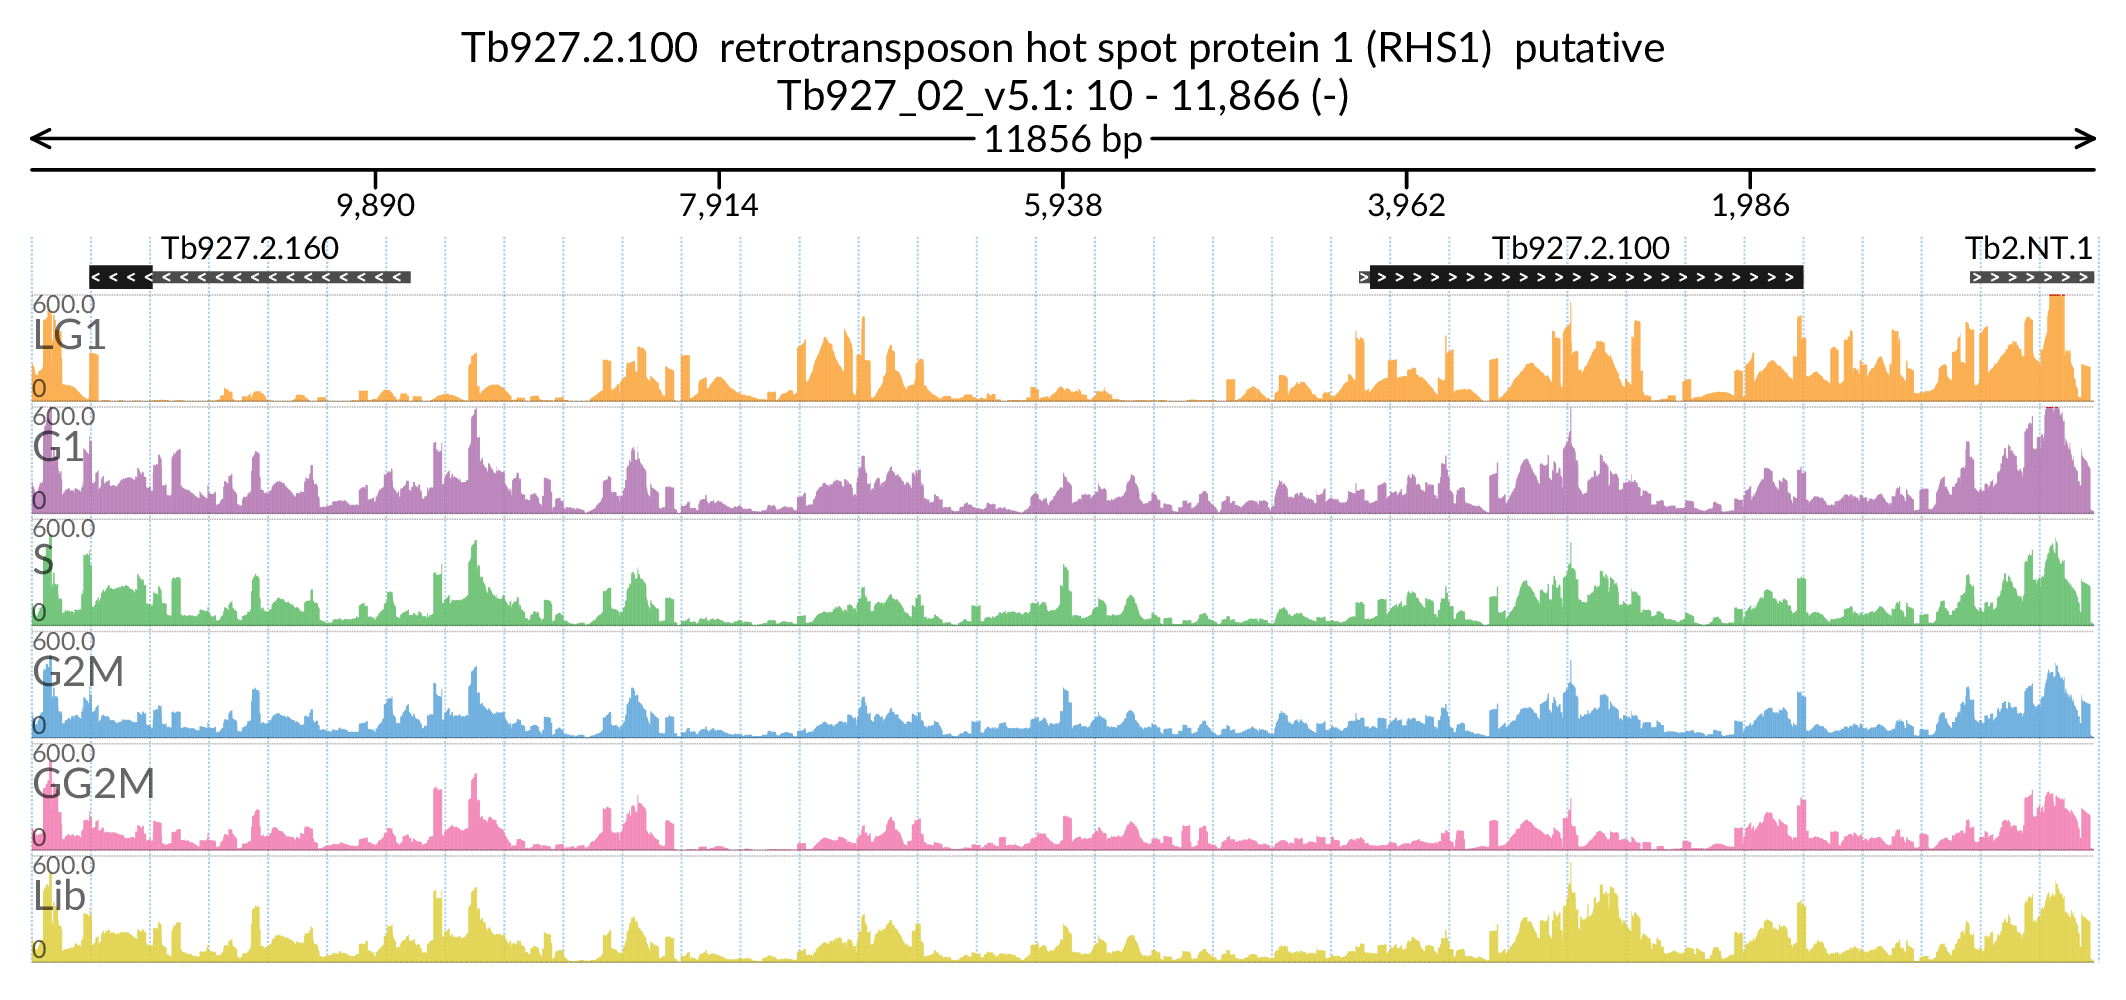 Tb927.2.100 retrotransposon hot spot protein 1 (RHS1) putative
Tb927_02_v5.1: 10 - 11,866 (-)
11856 bp
9,890 7,914 5,938 3,962 1,986
Tb927.2.160 Tb927.2.100 Tb2.NT.1
600.0
LG1
0
600.0
G1
0
600.0
S
0
600.0
G2M
0
600.0
GG2M
0
600.0
Lib
0